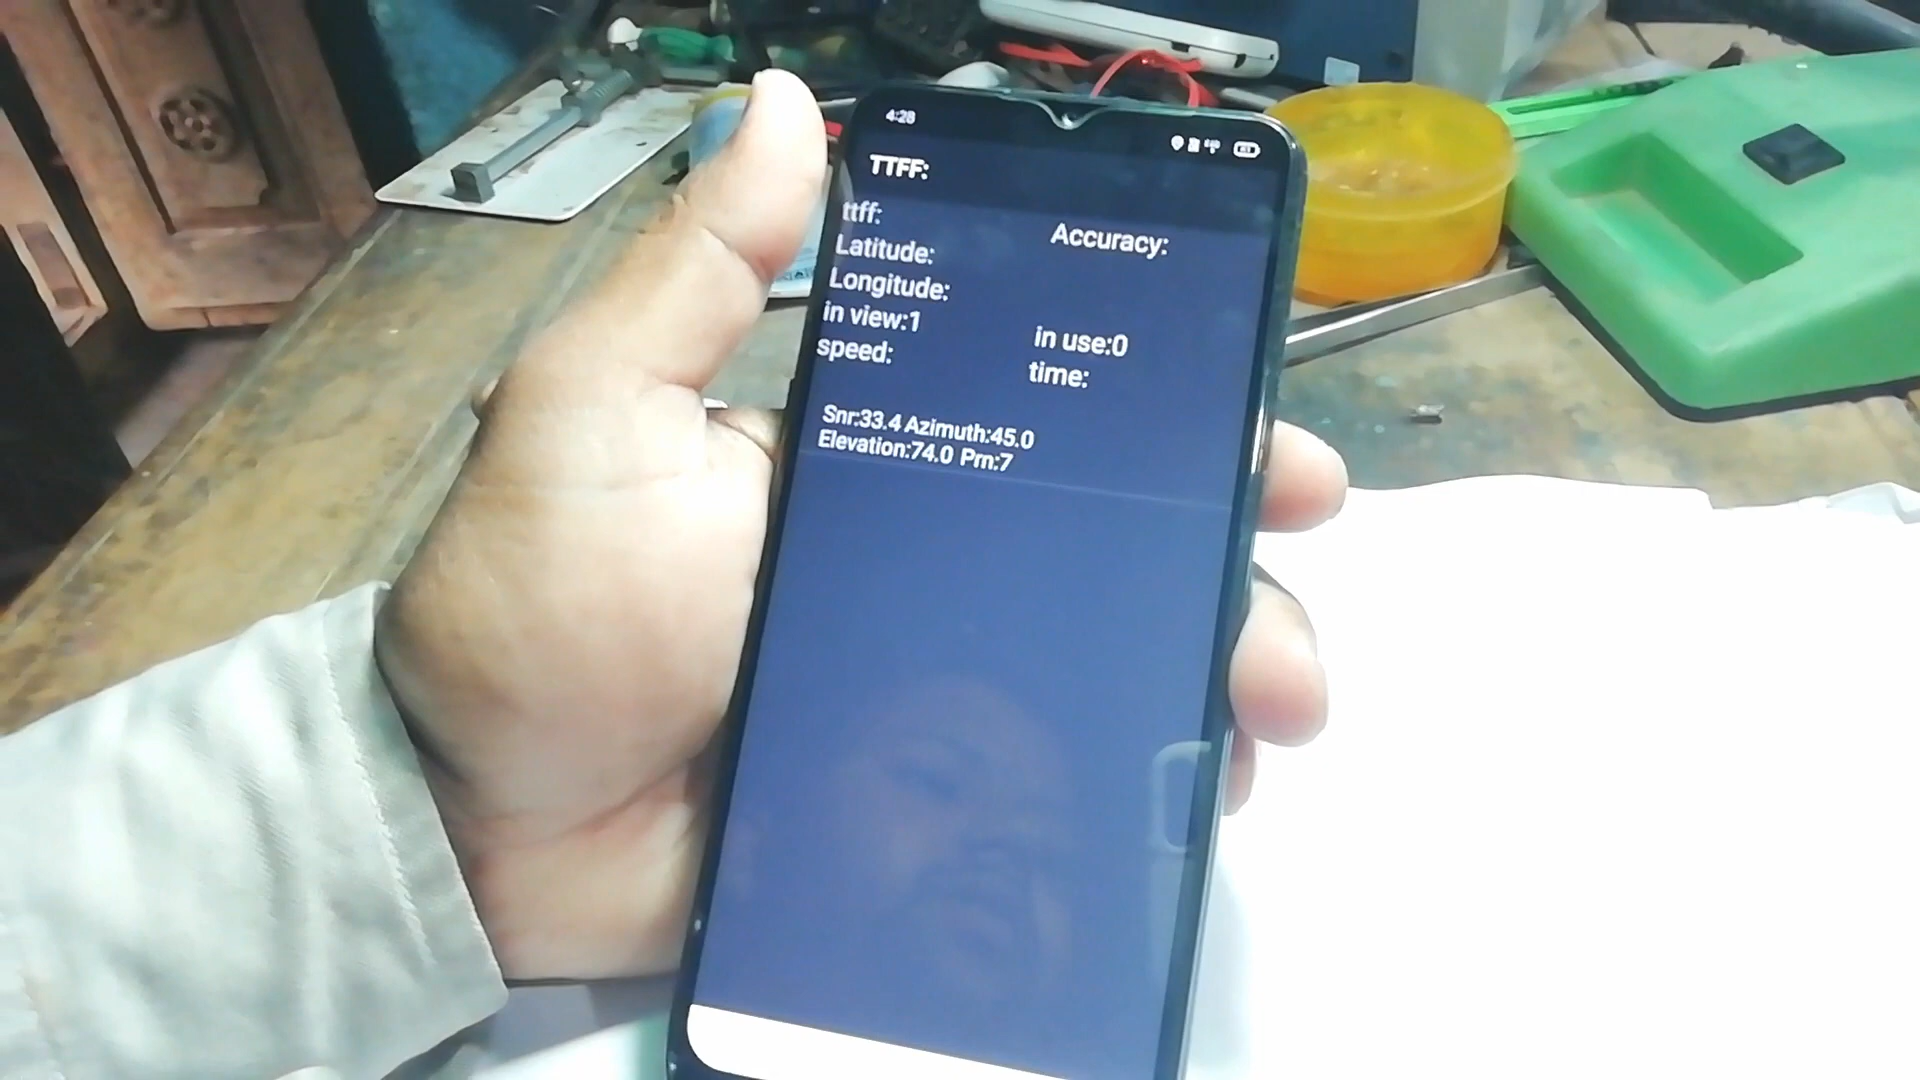 4:28
TTFF:
ttff:
Accuracy:
Latitude:
Longitude:
in view:1
in use:0
speed:
time:
Snr:33.4 Azimuth:45.0
Elevation:74.0 Prn:7